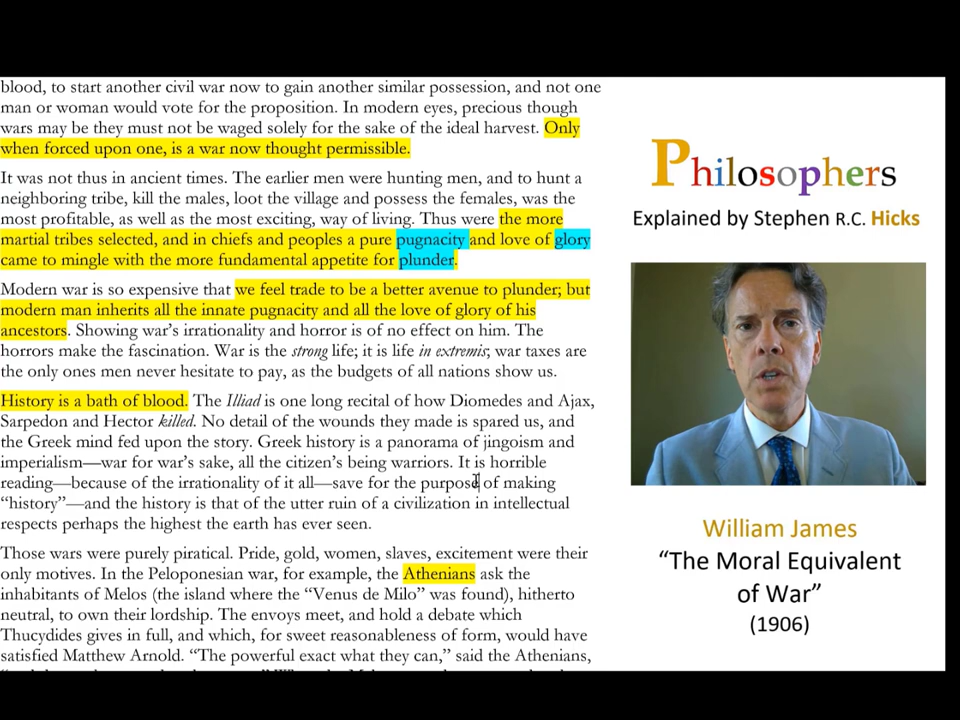 blood, to start another civil war now to gain another similar possession, and not one
man or woman would vote for the proposition. In modern eyes, precious though
wars may be they must not be waged solely for the sake of the ideal harvest. Only
when forced upon one, is a war now thought permissible.
It was not thus in ancient times. The earlier men were hunting men, and to hunt a
neighboring tribe, kill the males, loot the village and possess the females, was the
most profitable, as well as the most exciting, way of living. Thus were the more
martial tribes selected, and in chiefs and peoples a pure pugnacity and love of glory
came to mingle with the more fundamental appetite for plunder.
Modern war is so expensive that we feel trade to be a better avenue to plunder; but
modern man inherits all the innate pugnacity and all the love of glory of his
ancestors. Showing war's irrationality and horror is of no effect on him. The
horrors make the fascination. War is the strong life; it is life in extremis; war taxes are
the only ones men never hesitate to pay, as the budgets of all nations show us.
History is a bath of blood. The Illiad is one long recital of how Diomedes and Ajax,
Sarpedon and Hector killed. No detail of the wounds they made is spared us, and
the Greek mind fed upon the story. Greek history is a panorama of jingoism and
imperialism—war for war's sake, all the citizen's being warriors. It is horrible
reading—because of the irrationality of it all—save for the purpose of making
“history”—and the history is that of the utter ruin of a civilization in intellectual
respects perhaps the highest the earth has ever seen.
Those wars were purely piratical. Pride, gold, women, slaves, excitement were their
only motives. In the Peloponesian war, for example, the Athenians ask the
inhabitants of Melos (the island where the “Venus de Milo” was found), hitherto
neutral, to own their lordship. The envoys meet, and hold a debate which
Thucydides gives in full, and which, for sweet reasonableness of form, would have
satisfied Matthew Arnold. “The powerful exact what they can,” said the Athenians,
Philosophers
Explained by Stephen R.C. Hicks
William James
“The Moral Equivalent
of War”
(1906)